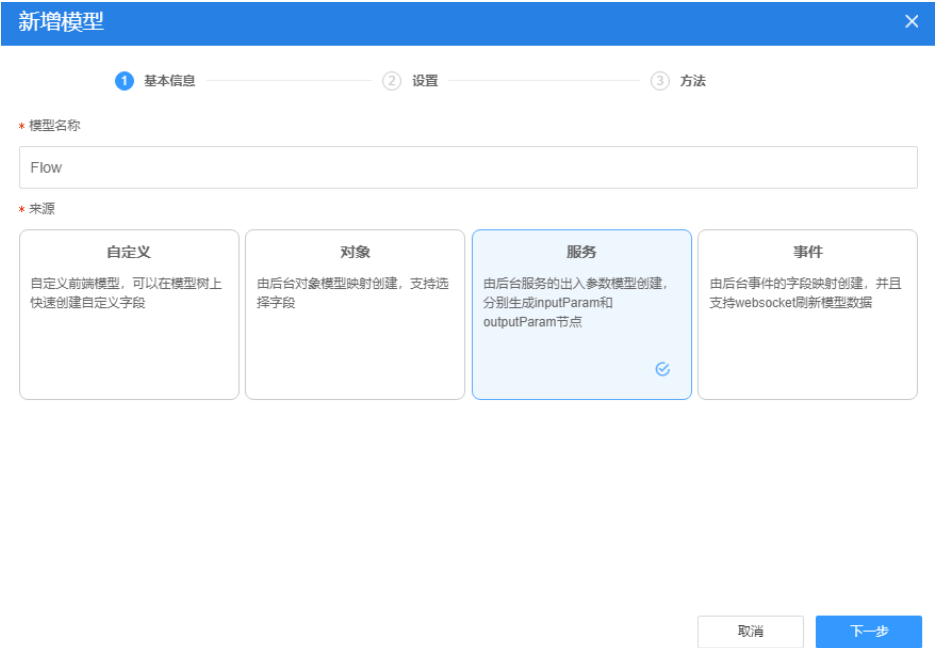 新增模型
1 基本信息 2 设置 3 方法
* 模型名称
Flow
* 来源
自定义
自定义前端模型，可以在模型树上
快速创建自定义字段
对象
由后台对象模型映射创建，支持选
择字段
服务
由后台服务的出入参数模型创建，
分别生成inputParam和
outputParam节点
事件
由后台事件的字段映射创建，并且
支持websocket刷新模型数据
取消 下一步